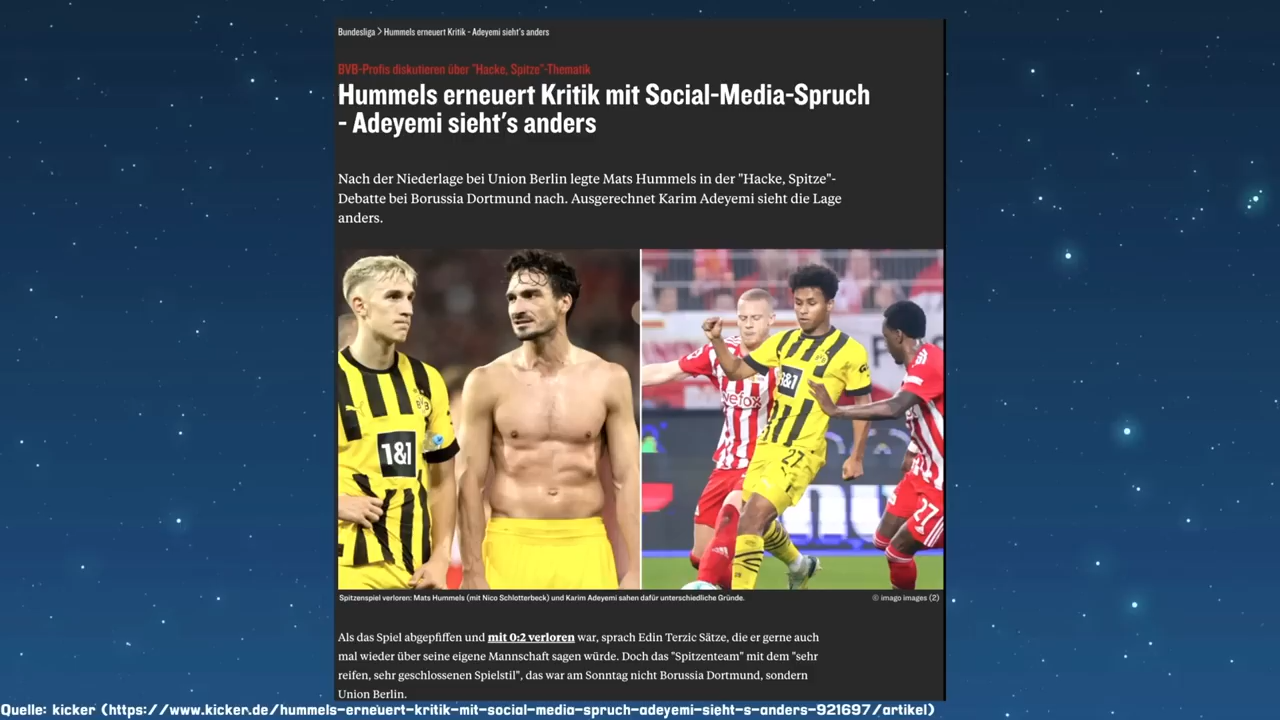 Bundesliga > Hummels erneuert Kritik - Adeyemi sieht's anders
BVB-Profis diskutieren über "Hacke, Spitze"-Thematik
Hummels erneuert Kritik mit Social-Media-Spruch
- Adeyemi sieht's anders
Nach der Niederlage bei Union Berlin legte Mats Hummels in der "Hacke, Spitze"-
Debatte bei Borussia Dortmund nach. Ausgerechnet Karim Adeyemi sieht die Lage
anders.
1&1
1&1
27
27
Spitzenspiel verloren: Mats Hummels (mit Nico Schlotterbeck) und Karim Adeyemi sahen dafür unterschiedliche Gründe.
© imago images (2)
Als das Spiel abgepfiffen und mit 0:2 verloren war, sprach Edin Terzic Sätze, die er gerne auch
mal wieder über seine eigene Mannschaft sagen würde. Doch das "Spitzenteam" mit dem "sehr
reifen, sehr geschlossenen Spielstil", das war am Sonntag nicht Borussia Dortmund, sondern
Union Berlin.
Quelle: kicker (https://www.kicker.de/hummels-erneuert-kritik-mit-social-media-spruch-adeyemi-sieht-s-anders-921697/artikel)